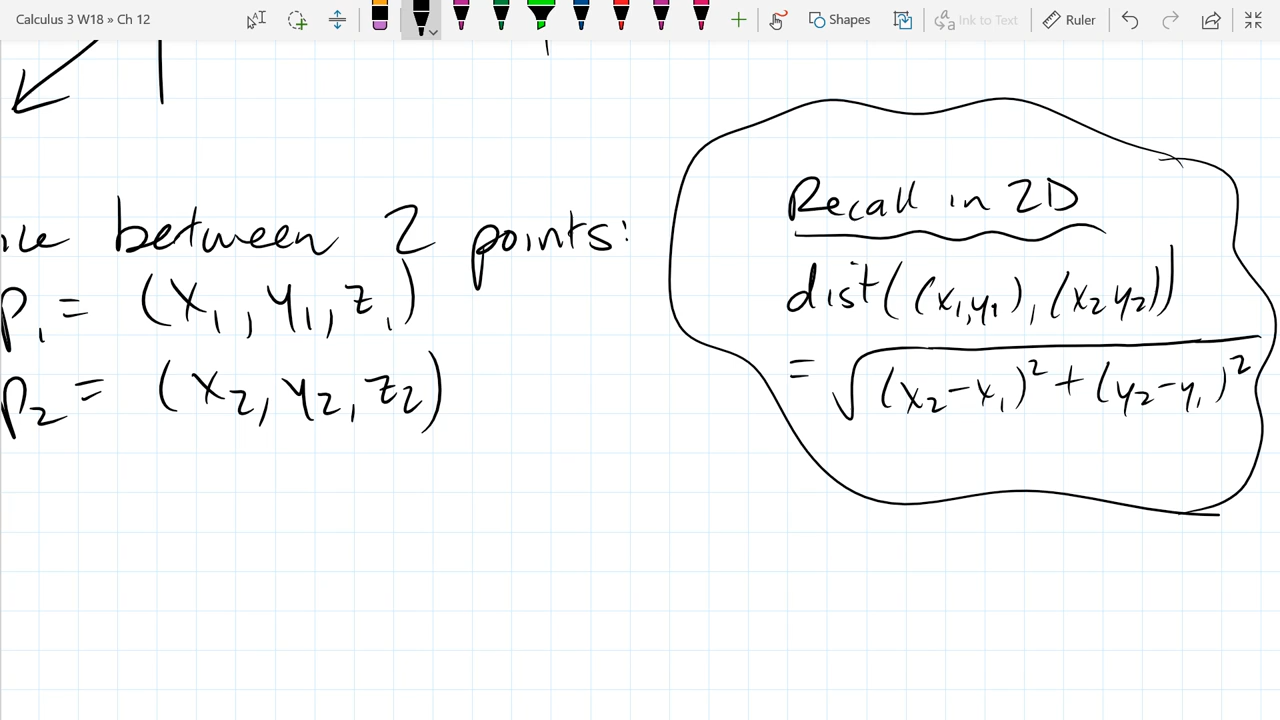 Calculus 3 W18 » Ch 12
Shapes
Ink to Text
Ruler
between 2 points:
P₁ = (x₁, y₁, z₁)
P₂ = (x₂, y₂, z₂)
Recall in 2D
dist((x₁,y₁), (x₂ y₂))
= √((x₂-x₁)² + (y₂-y₁)²)